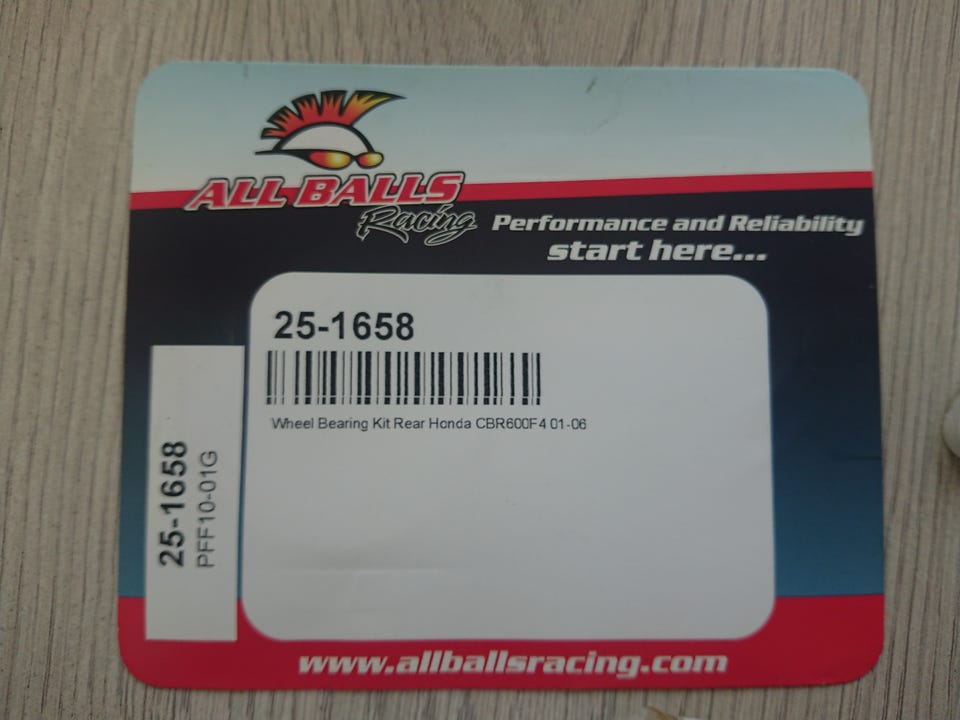 ALL BALLS
Racing
Performance and Reliability
start here...
25-1658
Wheel Bearing Kit Rear Honda CBR600F4 01-06
25-1658
PFF10-01G
www.allballsracing.com